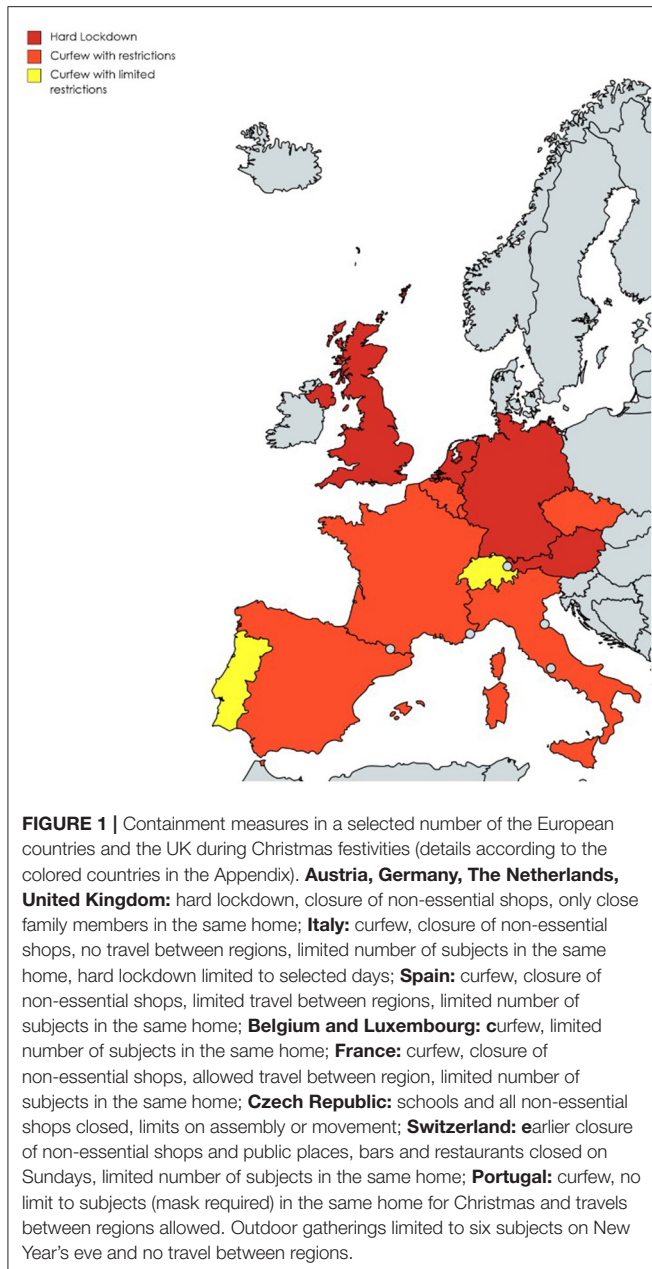 Hard Lockdown
Curfew with restrictions
Curfew with limited
restrictions
FIGURE 1 | Containment measures in a selected number of the European
countries and the UK during Christmas festivities (details according to the
colored countries in the Appendix). Austria, Germany, The Netherlands,
United Kingdom: hard lockdown, closure of non-essential shops, only close
family members in the same home; Italy: curfew, closure of non-essential
shops, no travel between regions, limited number of subjects in the same
home, hard lockdown limited to selected days; Spain: curfew, closure of
non-essential shops, limited travel between regions, limited number of
subjects in the same home; Belgium and Luxembourg: curfew, limited
number of subjects in the same home; France: curfew, closure of
non-essential shops, allowed travel between region, limited number of
subjects in the same home; Czech Republic: schools and all non-essential
shops closed, limits on assembly or movement; Switzerland: earlier closure
of non-essential shops and public places, bars and restaurants closed on
Sundays, limited number of subjects in the same home; Portugal: curfew, no
limit to subjects (mask required) in the same home for Christmas and travels
between regions allowed. Outdoor gatherings limited to six subjects on New
Year's eve and no travel between regions.